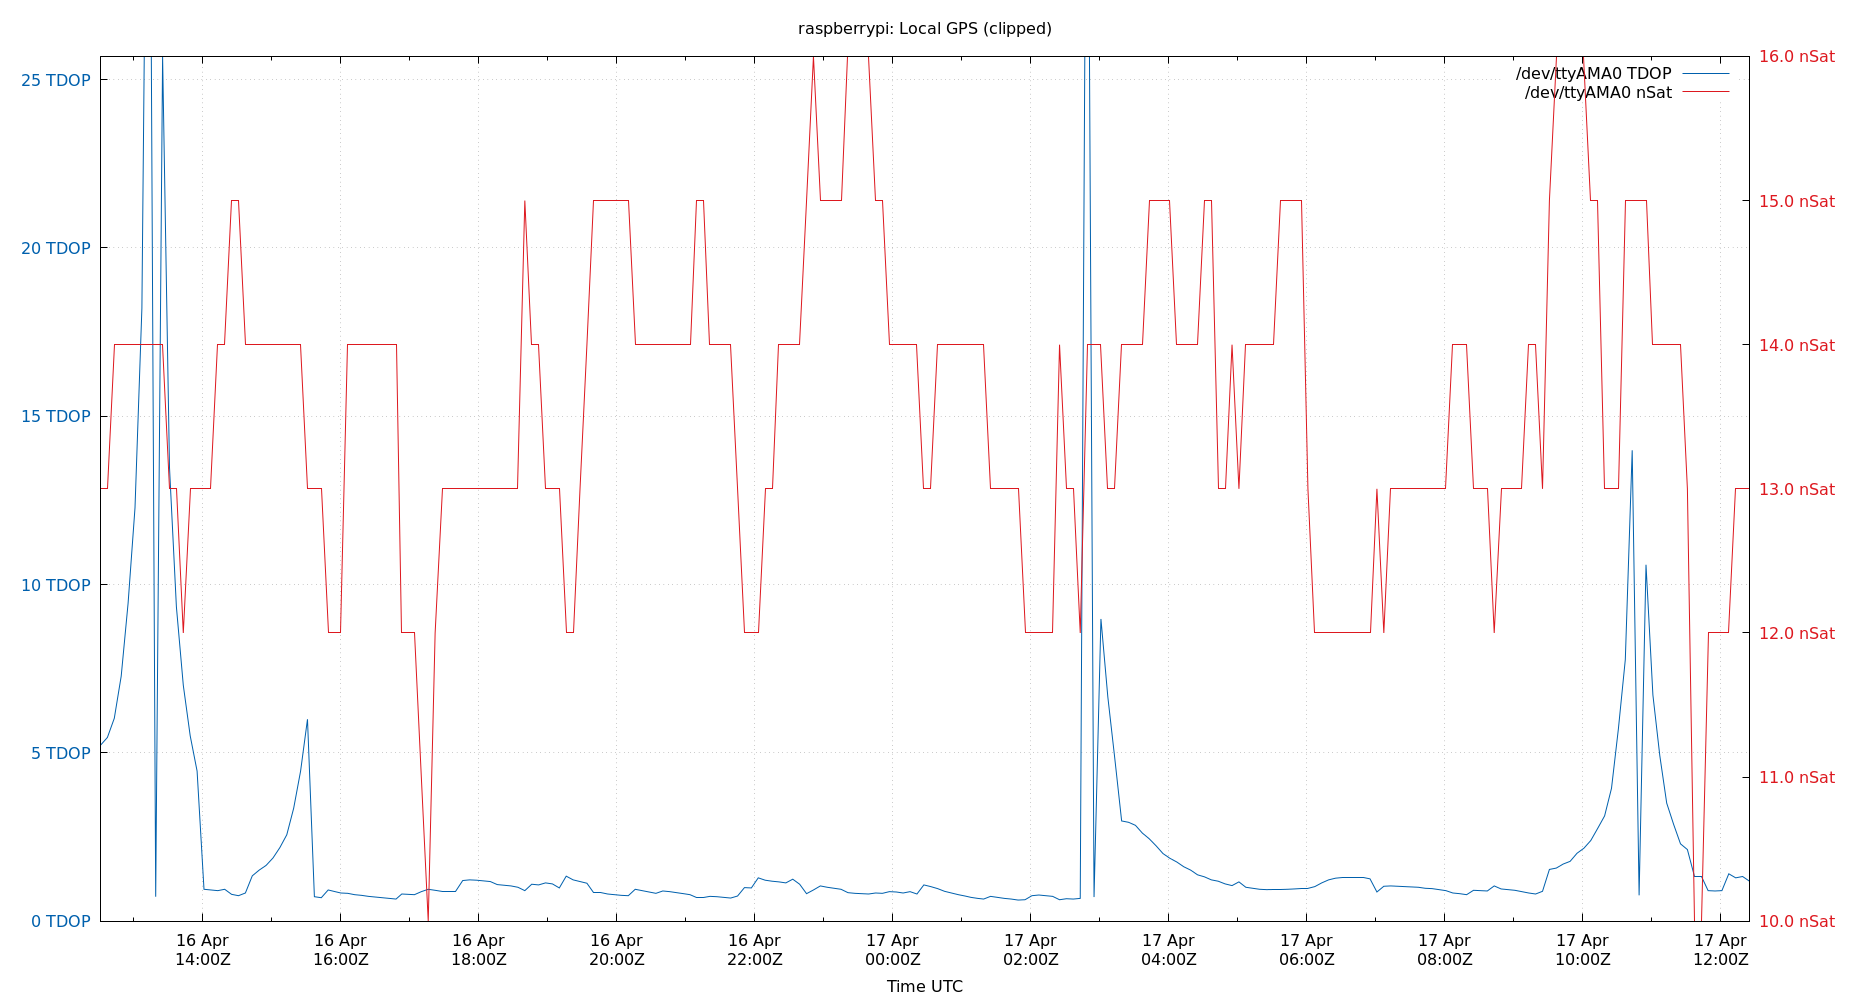 raspberrypi: Local GPS (clipped)
/dev/ttyAMA0 TDOP
/dev/ttyAMA0 nSat
25 TDOP
20 TDOP
15 TDOP
10 TDOP
5 TDOP
0 TDOP
16.0 nSat
15.0 nSat
14.0 nSat
13.0 nSat
12.0 nSat
11.0 nSat
10.0 nSat
16 Apr
14:00Z
16 Apr
16:00Z
16 Apr
18:00Z
16 Apr
20:00Z
16 Apr
22:00Z
17 Apr
00:00Z
17 Apr
02:00Z
17 Apr
04:00Z
17 Apr
06:00Z
17 Apr
08:00Z
17 Apr
10:00Z
17 Apr
12:00Z
Time UTC